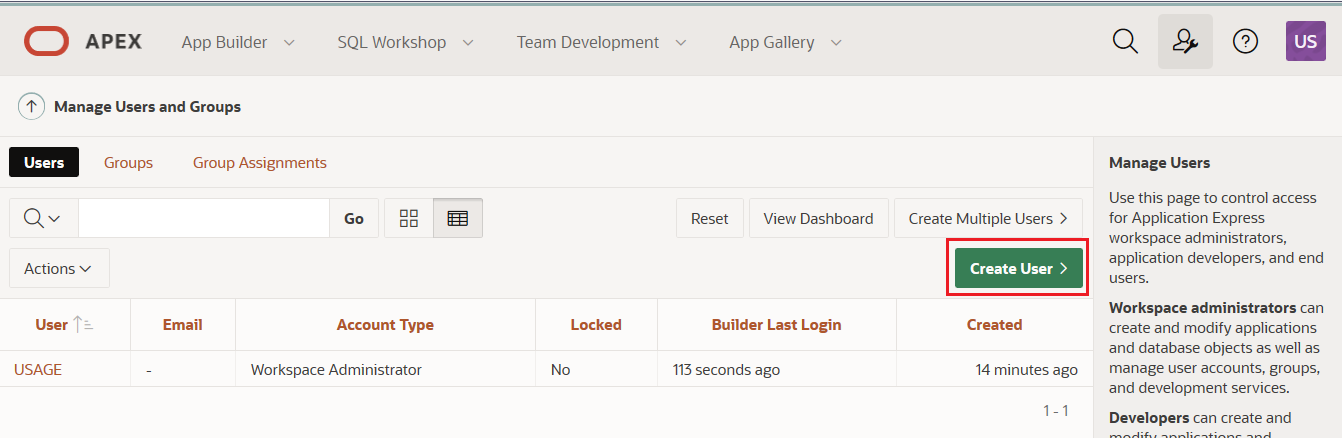 APEX App Builder SQL Workshop Team Development App Gallery ? US
Manage Users and Groups
Users Groups Group Assignments
Go Reset View Dashboard Create Multiple Users
Actions Create User
User Email Account Type Locked Builder Last Login Created
USAGE - Workspace Administrator No 113 seconds ago 14 minutes ago
1 - 1
Manage Users
Use this page to control access
for Application Express
workspace administrators,
application developers, and end
users.
Workspace administrators can
create and modify applications
and database objects as well as
manage user accounts, groups,
and development services.
Developers can create and
modify applications and